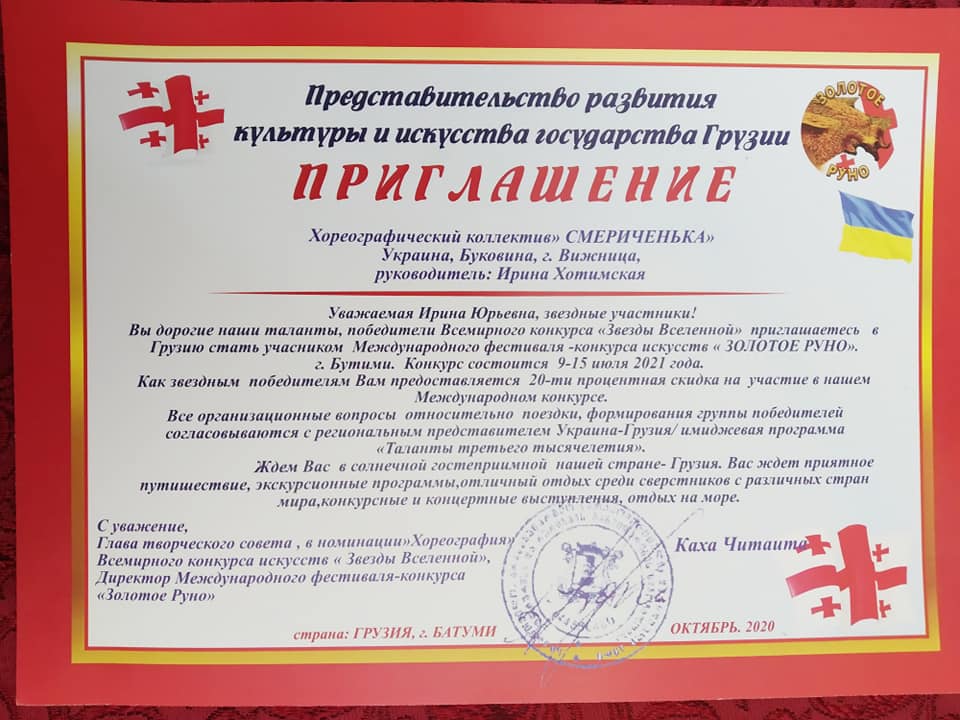 Представительство развития
культуры и искусства государства Грузии
ЗОЛОТОЕ
РУНО
ПРИГЛАШЕНИЕ
Хореографический коллектив» СМЕРИЧЕНЬКА»
Украина, Буковина, г. Вижница,
руководитель: Ирина Хотимская
Уважаемая Ирина Юрьевна, звездные участники!
Вы дорогие наши таланты, победители Всемирного конкурса «Звезды Вселенной» приглашаетесь в
Грузию стать учасником Международного фестиваля -конкурса искусств « ЗОЛОТОЕ РУНО».
г. Бутими. Конкурс состоится 9-15 июля 2021 года.
Как звездным победителям Вам предоставляется 20-ти процентная скидка на участие в нашем
Международном конкурсе.
Все организационные вопросы относительно поездки, формирования группы победителей
согласовываются с региональным представителем Украина-Грузия/ имиджевая программа
«Таланты третьего тысячелетия».
Ждем Вас в солнечной гостеприимной нашей стране- Грузия. Вас ждет приятное
путишествие, экскурсионные программы,отличный отдых среди сверстников с различных стран
мира,конкурсные и концертные выступления, отдых на море.
С уважение,
Глава творческого совета , в номинации»Хореография»
Всемирного конкурса искусств « Звезды Вселенной»,
Директор Международного фестиваля-конкурса
«Золотое Руно»
Каха Читаита
страна: ГРУЗИЯ, г. БАТУМИ
ОКТЯБРЬ. 2020